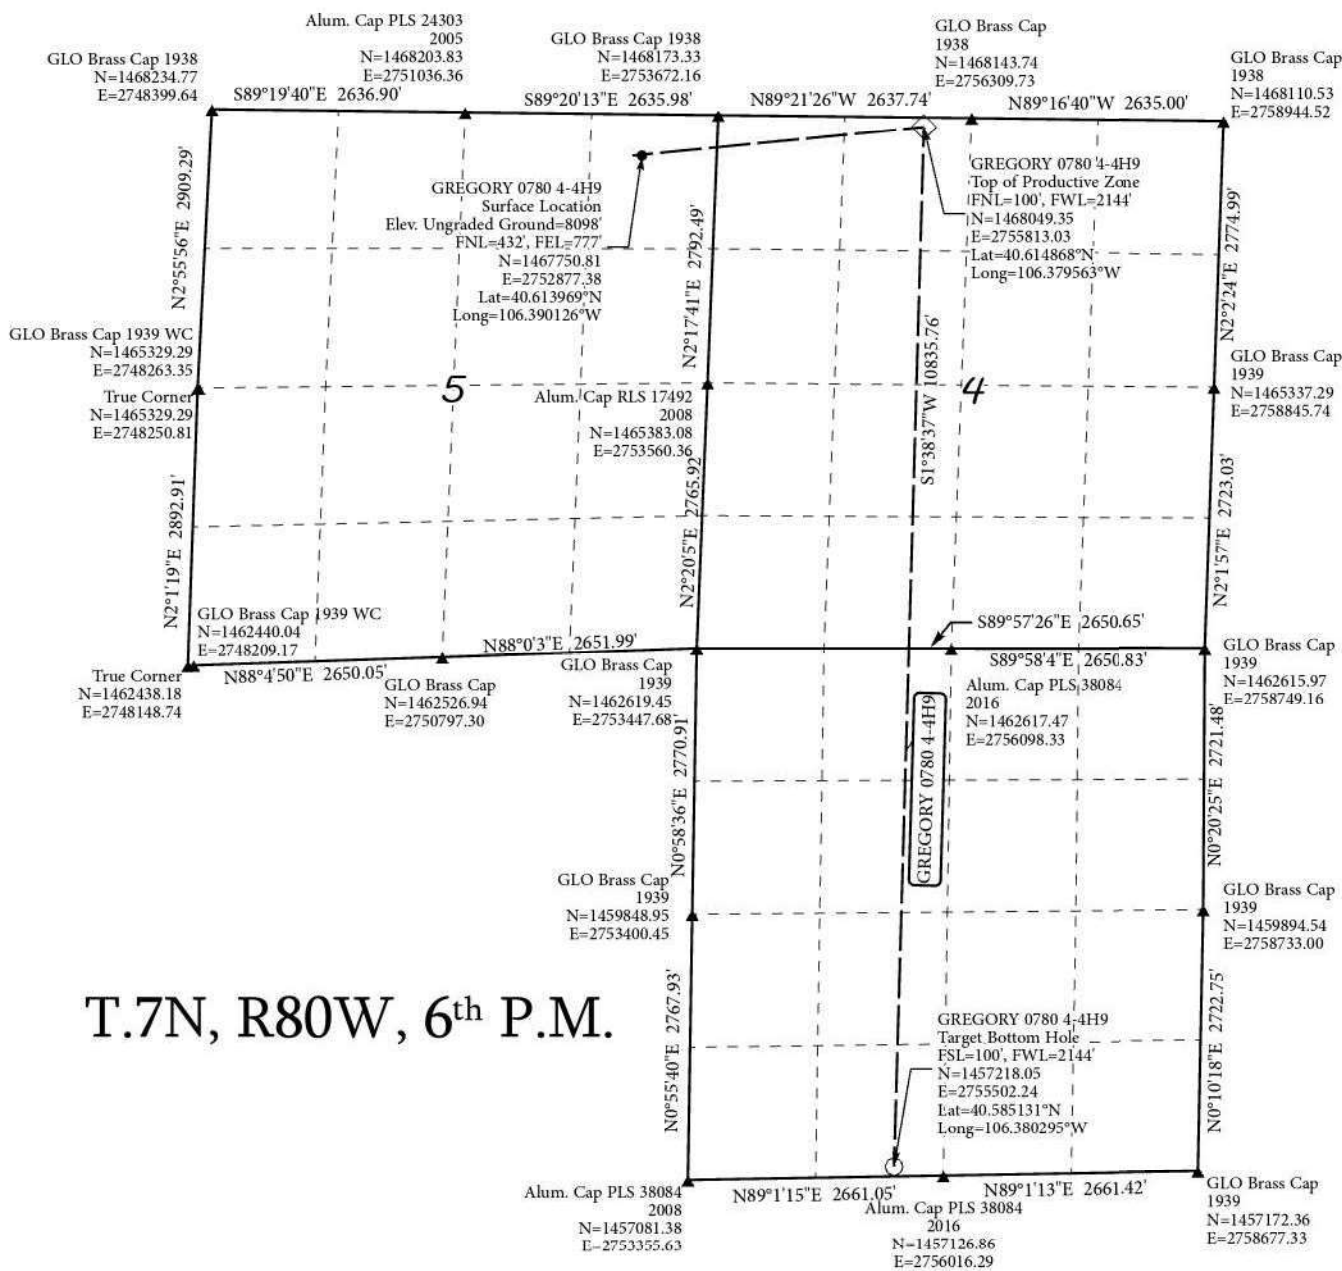 Alum. Cap PLS 24303
2005
N=1468203.83
E=2751036.36
GLO Brass Cap 1938
N=1468234.77
E=2748399.64
GLO Brass Cap 1938
N=1468173.33
E=2753672.16
GLO Brass Cap
1938
N=1468143.74
E=2756309.73
GLO Brass Cap
1938
N=1468110.53
E=2758944.52
S89°19'40"E 2636.90'
S89°20'13"E 2635.98'
N89°21'26"W 2637.74'
N89°16'40"W 2635.00'
N2°55'56"E 2909.29'
GREGORY 0780 4-4H9
Surface Location
Elev. Ungraded Ground=8098'
FNL=432', FEL=777'
N=1467750.81
E=2752877.38
Lat=40.613969°N
Long=106.390126°W
N2°17'41"E 2792.49'
GREGORY 0780 4-4H9
Top of Productive Zone
FNL=100', FWL=2144'
N=1468049.35
E=2755813.03
Lat=40.614868°N
Long=106.379563°W
N2°2'24"E 2774.99'
S1°38'37"W 10835.76'
GLO Brass Cap 1939 WC
N=1465329.29
E=2748263.35
True Corner
N=1465329.29
E=2748250.81
5
Alum. Cap RLS 17492
2008
N=1465383.08
E=2753560.36
4
GLO Brass Cap
1939
N=1465337.29
E=2758845.74
N2°1'19"E 2892.91'
N2°20'5"E 2765.92'
N2°1'57"E 2723.03'
GLO Brass Cap 1939 WC
N=1462440.04
E=2748209.17
True Corner
N=1462438.18
E=2748148.74
N88°4'50"E 2650.05'
N88°0'3"E 2651.99'
GLO Brass Cap
N=1462526.94
E=2750797.30
GLO Brass Cap
1939
N=1462619.45
E=2753447.68
S89°57'26"E 2650.65'
S89°58'4"E 2650.83'
Alum. Cap PLS 38084
2016
N=1462617.47
E=2756098.33
GLO Brass Cap
1939
N=1462615.97
E=2758749.16
N0°58'36"E 2770.91'
GREGORY 0780 4-4H9
N0°20'25"E 2721.48'
GLO Brass Cap
1939
N=1459848.95
E=2753400.45
GLO Brass Cap
1939
N=1459894.54
E=2758733.00
T.7N, R80W, 6th P.M.
N0°55'40"E 2767.93'
GREGORY 0780 4-4H9
Target Bottom Hole
FSL=100', FWL=2144'
N=1457218.05
E=2755502.24
Lat=40.585131°N
Long=106.380295°W
N0°10'18"E 2722.75'
N89°1'15"E 2661.05'
N89°1'13"E 2661.42'
Alum. Cap PLS 38084
2008
N=1457081.38
E=2753355.63
Alum. Cap PLS 38084
2016
N=1457126.86
E=2756016.29
GLO Brass Cap
1939
N=1457172.36
E=2758677.33